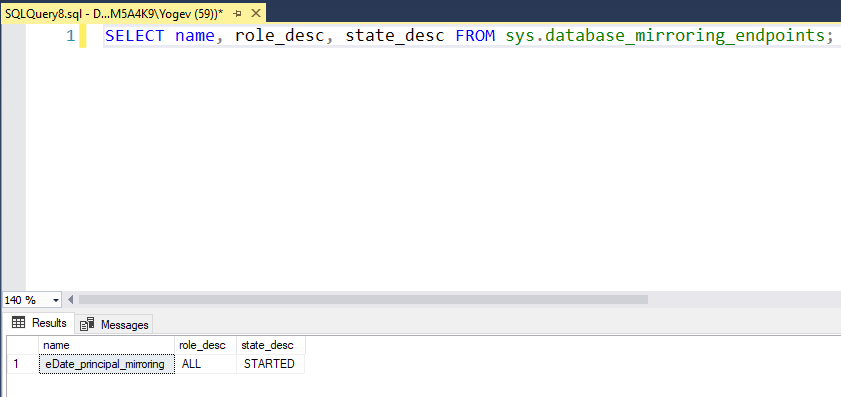 SQLQuery8.sql - D...M5A4K9\Yogev (59))*
1 SELECT name, role_desc, state_desc FROM sys.database_mirroring_endpoints;
140 %
Results Messages
name role_desc state_desc
1 eDate_principal_mirroring ALL STARTED